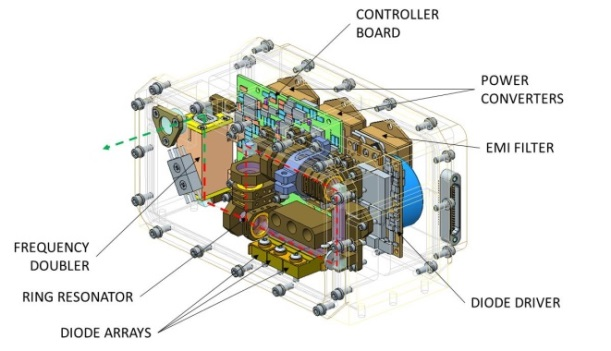 CONTROLLER
BOARD
POWER
CONVERTERS
EMI FILTER
FREQUENCY
DOUBLER
RING RESONATOR
DIODE ARRAYS
DIODE DRIVER